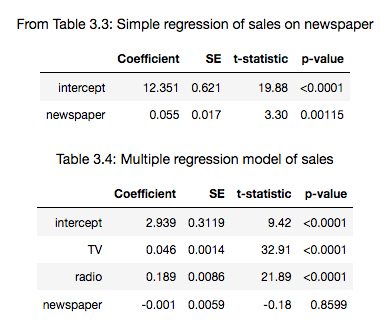 From Table 3.3: Simple regression of sales on newspaper
Coefficient SE t-statistic p-value
intercept 12.351 0.621 19.88 <0.0001
newspaper 0.055 0.017 3.30 0.00115
Table 3.4: Multiple regression model of sales
Coefficient SE t-statistic p-value
intercept 2.939 0.3119 9.42 <0.0001
TV 0.046 0.0014 32.91 <0.0001
radio 0.189 0.0086 21.89 <0.0001
newspaper -0.001 0.0059 -0.18 0.8599